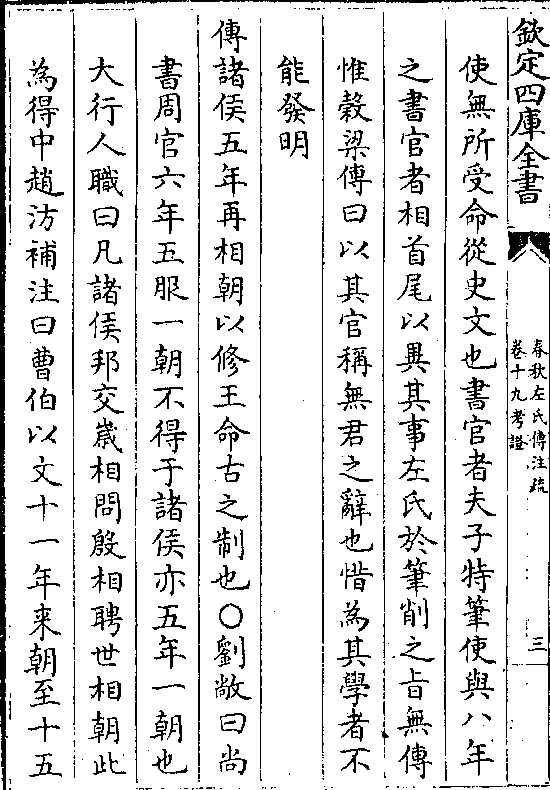 欽定四庫全書
春秋左氏傳注疏
卷十九考證
三
使無所受命從史文也書官者夫子特筆使與八年
之書官者相首尾以異其事左氏於筆削之旨無傳
惟穀梁傳曰以其官稱無君之辭也惜為其學者不
能發明
傳諸侯五年再相朝以修王命古之制也○劉敞曰尚
書周官六年五服一朝不得于諸侯亦五年一朝也
大行人職曰凡諸侯邦交歲相問殷相聘世相朝此
為得中趙汸補注曰曹伯以文十一年来朝至十五